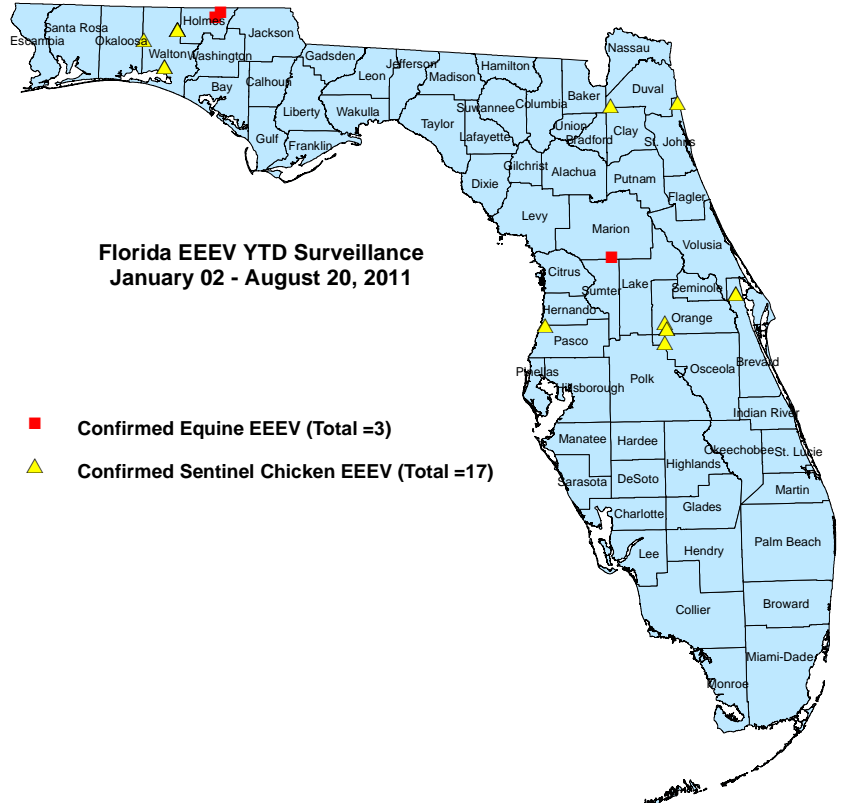 Holmes
Santa Rosa
Jackson
Escambia
Okaloosa
Walton
Washington
Nassau
Gadsden
Jefferson
Hamilton
Leon
Madison
Bay
Calhoun
Baker
Duval
Suwannee
Columbia
Liberty
Wakulla
Taylor
Union
Clay
Lafayette
Bradford
St. Johns
Gulf
Franklin
Gilchrist
Alachua
Putnam
Dixie
Flagler
Levy
Marion
Volusia
Florida EEEV YTD Surveillance
January 02 - August 20, 2011
Citrus
Sumter
Lake
Seminole
Hernando
Orange
Pasco
Brevard
Osceola
Pinellas
Polk
Hillsborough
Indian River
Confirmed Equine EEEV (Total =3)
Manatee
Hardee
Okeechobee
St. Lucie
Highlands
Confirmed Sentinel Chicken EEEV (Total =17)
Sarasota
DeSoto
Martin
Charlotte
Glades
Palm Beach
Lee
Hendry
Collier
Broward
Miami-Dade
Monroe